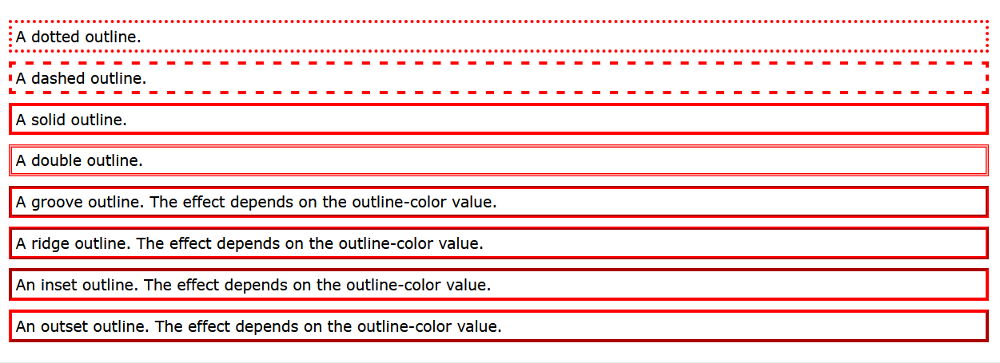 A dotted outline.
A dashed outline.
A solid outline.
A double outline.
A groove outline. The effect depends on the outline-color value.
A ridge outline. The effect depends on the outline-color value.
An inset outline. The effect depends on the outline-color value.
An outset outline. The effect depends on the outline-color value.